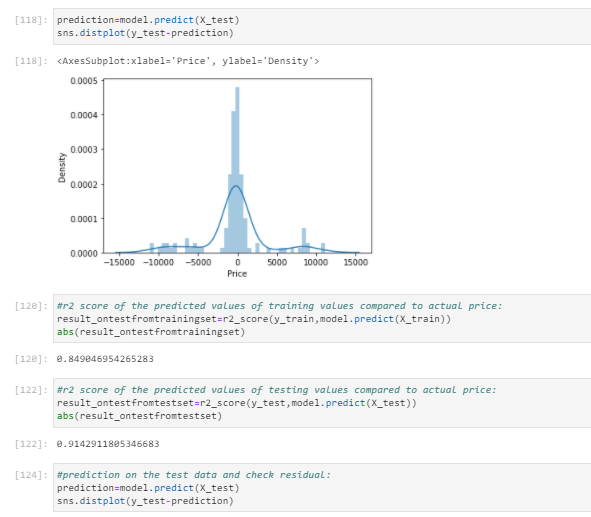 [118]: prediction=model.predict(X_test)
sns.distplot(y_test-prediction)
[118]: <AxesSubplot:xlabel='Price', ylabel='Density'>
0.0005
0.0004
0.0003
0.0002
0.0001
0.0000
Density
−15000 −10000 −5000 0 5000 10000 15000
Price
[120]: #r2 score of the predicted values of training values compared to actual price:
result_ontestfromtrainingset=r2_score(y_train,model.predict(X_train))
abs(result_ontestfromtrainingset)
[120]: 0.849046954265283
[122]: #r2 score of the predicted values of testing values compared to actual price:
result_ontestfromtestset=r2_score(y_test,model.predict(X_test))
abs(result_ontestfromtestset)
[122]: 0.9142911805346683
[124]: #prediction on the test data and check residual:
prediction=model.predict(X_test)
sns.distplot(y_test-prediction)